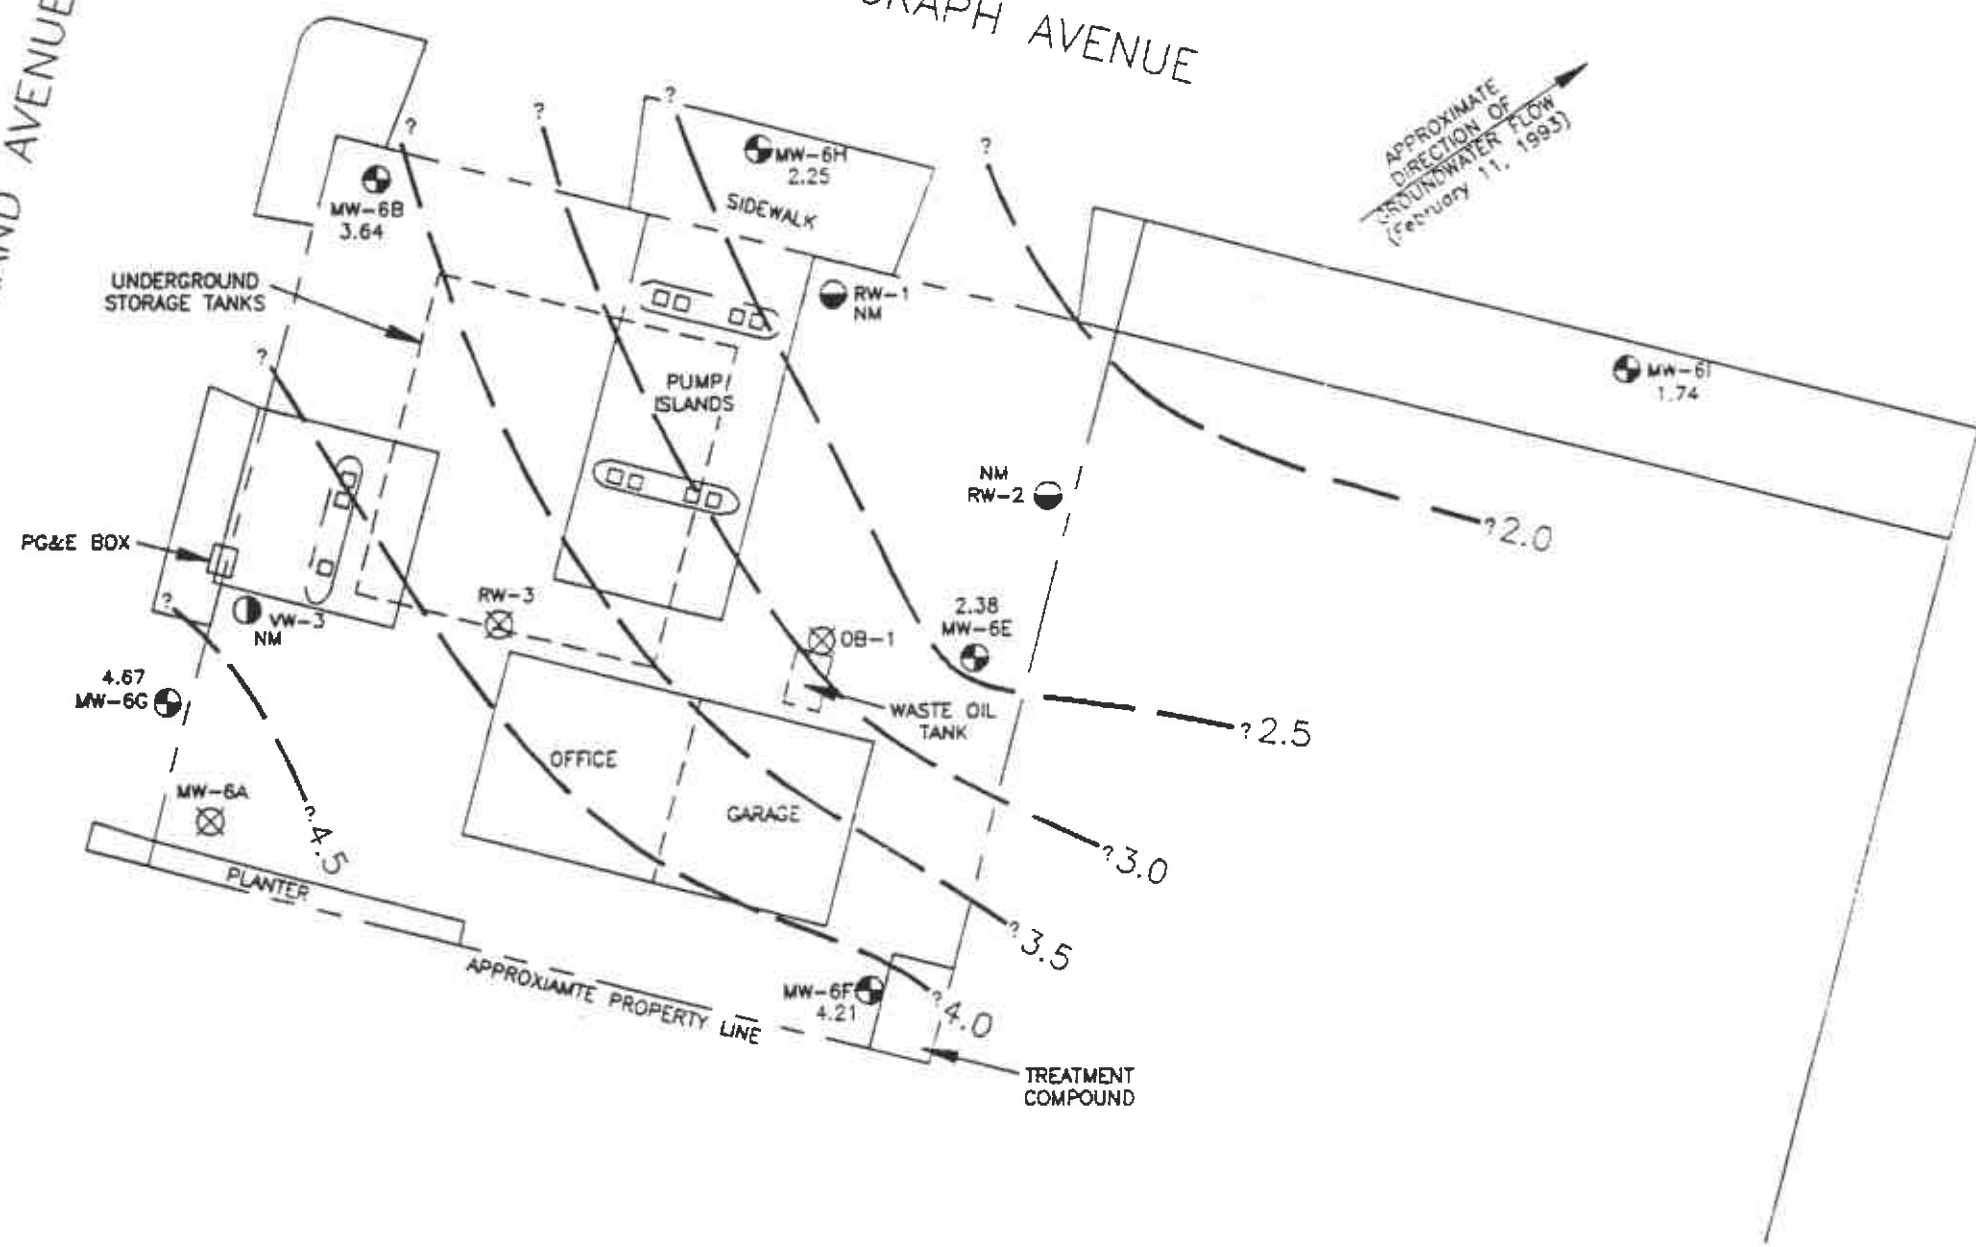 AVENUE
AVENUE
APPROXIMATE
DIRECTION OF
GROUNDWATER FLOW
(February 11, 1993)
?
?
?
?
MW-6H
2.25
SIDEWALK
MW-6B
3.64
UNDERGROUND
STORAGE TANKS
RW-1
NM
?
PUMP
ISLANDS
MW-6I
1.74
NM
RW-2
?2.0
PG&E BOX
?
VW-3
NM
RW-3
OB-1
2.38
MW-6E
4.67
MW-6G
WASTE OIL
TANK
?2.5
OFFICE
GARAGE
MW-6A
?4.5
?3.0
PLANTER
?3.5
APPROXIAMTE PROPERTY LINE
MW-6F
4.21
?4.0
TREATMENT
COMPOUND